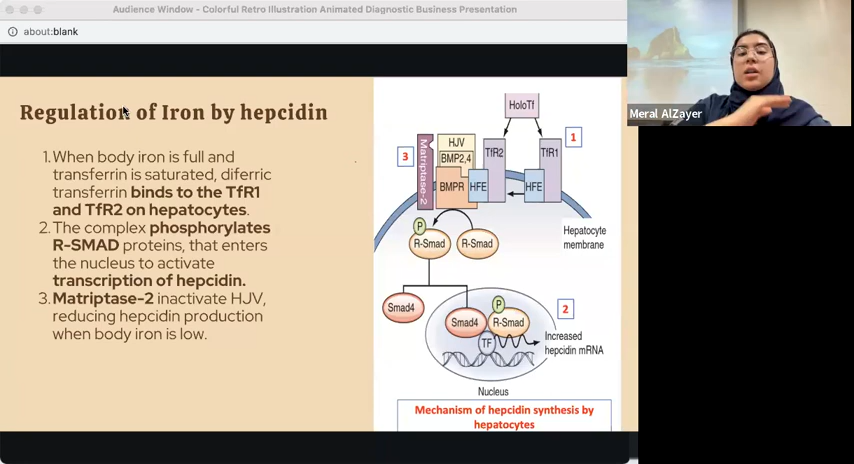 Audience Window - Colorful Retro Illustration Animated Diagnostic Business Presentation
about:blank
Meral AlZayer
Regulation of Iron by hepcidin
1. When body iron is full and
transferrin is saturated, diferric
transferrin binds to the TfR1
and TfR2 on hepatocytes.
2. The complex phosphorylates
R-SMAD proteins, that enters
the nucleus to activate
transcription of hepcidin.
3. Matriptase-2 inactivate HJV,
reducing hepcidin production
when body iron is low.
HoloTf
1
3
Matriptase-2
HJV
BMP2,4
BMPR
HFE
TfR2
HFE
TfR1
Hepatocyte
membrane
P
R-Smad
R-Smad
Smad4
2
P
Smad4
R-Smad
TF
Increased
hepcidin mRNA
Nucleus
Mechanism of hepcidin synthesis by
hepatocytes